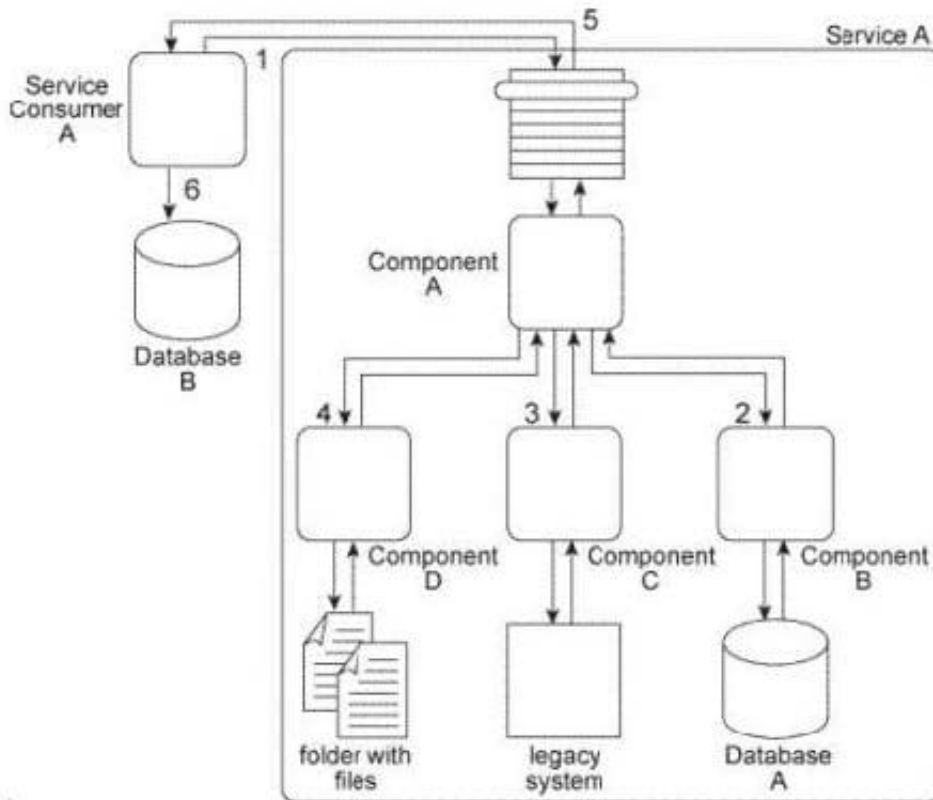 5
Service A
1
Service
Consumer
A
6
Component
A
Database
B
4
3
2
Component
D
Component
C
Component
B
folder with
files
legacy
system
Database
A